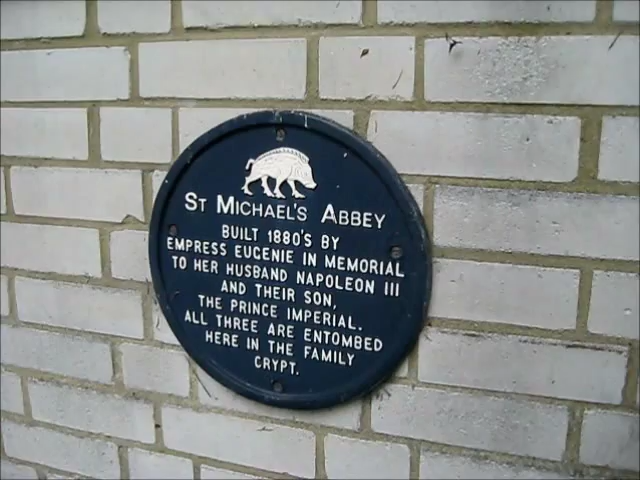 ST MICHAEL'S ABBEY
BUILT 1880'S BY
EMPRESS EUGENIE IN MEMORIAL
TO HER HUSBAND NAPOLEON III
AND THEIR SON,
THE PRINCE IMPERIAL.
ALL THREE ARE ENTOMBED
HERE IN THE FAMILY
CRYPT.